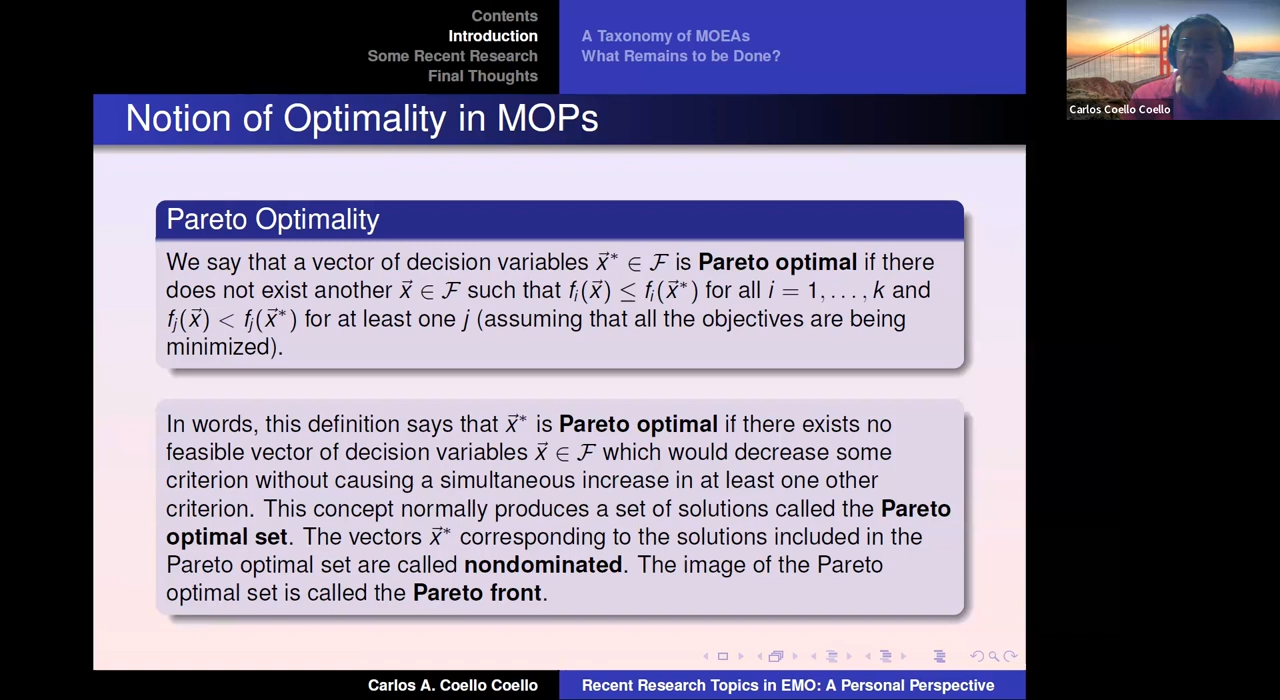 Contents
Introduction
Some Recent Research
Final Thoughts
A Taxonomy of MOEAs
What Remains to be Done?
Carlos Coello Coello
Notion of Optimality in MOPs
Pareto Optimality
We say that a vector of decision variables x⃗* ∈ ℱ is Pareto optimal if there
does not exist another x⃗ ∈ ℱ such that fᵢ(x⃗) ≤ fᵢ(x⃗*) for all i = 1, . . . , k and
fⱼ(x⃗) < fⱼ(x⃗*) for at least one j (assuming that all the objectives are being
minimized).
In words, this definition says that x⃗* is Pareto optimal if there exists no
feasible vector of decision variables x⃗ ∈ ℱ which would decrease some
criterion without causing a simultaneous increase in at least one other
criterion. This concept normally produces a set of solutions called the Pareto
optimal set. The vectors x⃗* corresponding to the solutions included in the
Pareto optimal set are called nondominated. The image of the Pareto
optimal set is called the Pareto front.
Carlos A. Coello Coello
Recent Research Topics in EMO: A Personal Perspective